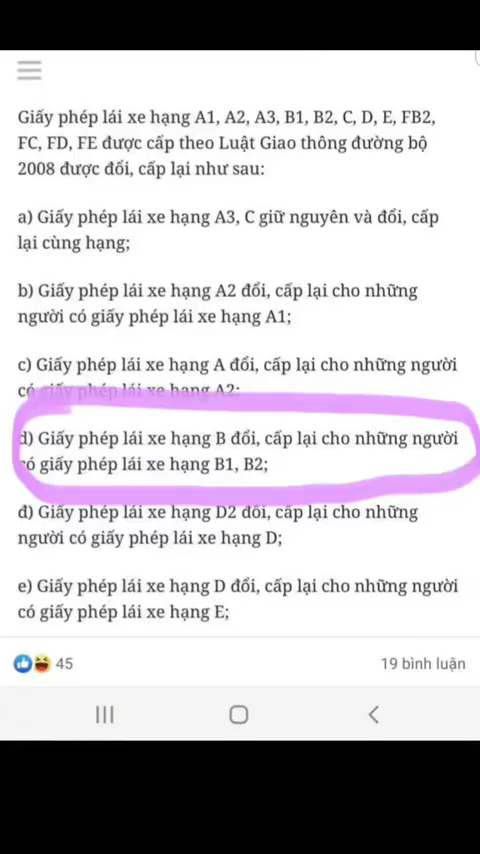 Giấy phép lái xe hạng A1, A2, A3, B1, B2, C, D, E, FB2,
FC, FD, FE được cấp theo Luật Giao thông đường bộ
2008 được đổi, cấp lại như sau:
a) Giấy phép lái xe hạng A3, C giữ nguyên và đổi, cấp
lại cùng hạng;
b) Giấy phép lái xe hạng A2 đổi, cấp lại cho những
người có giấy phép lái xe hạng A1;
c) Giấy phép lái xe hạng A đổi, cấp lại cho những người
có giấy phép lái xe hạng A2;
d) Giấy phép lái xe hạng B đổi, cấp lại cho những người
có giấy phép lái xe hạng B1, B2;
đ) Giấy phép lái xe hạng D2 đổi, cấp lại cho những
người có giấy phép lái xe hạng D;
e) Giấy phép lái xe hạng D đổi, cấp lại cho những người
có giấy phép lái xe hạng E;
45
19 bình luận